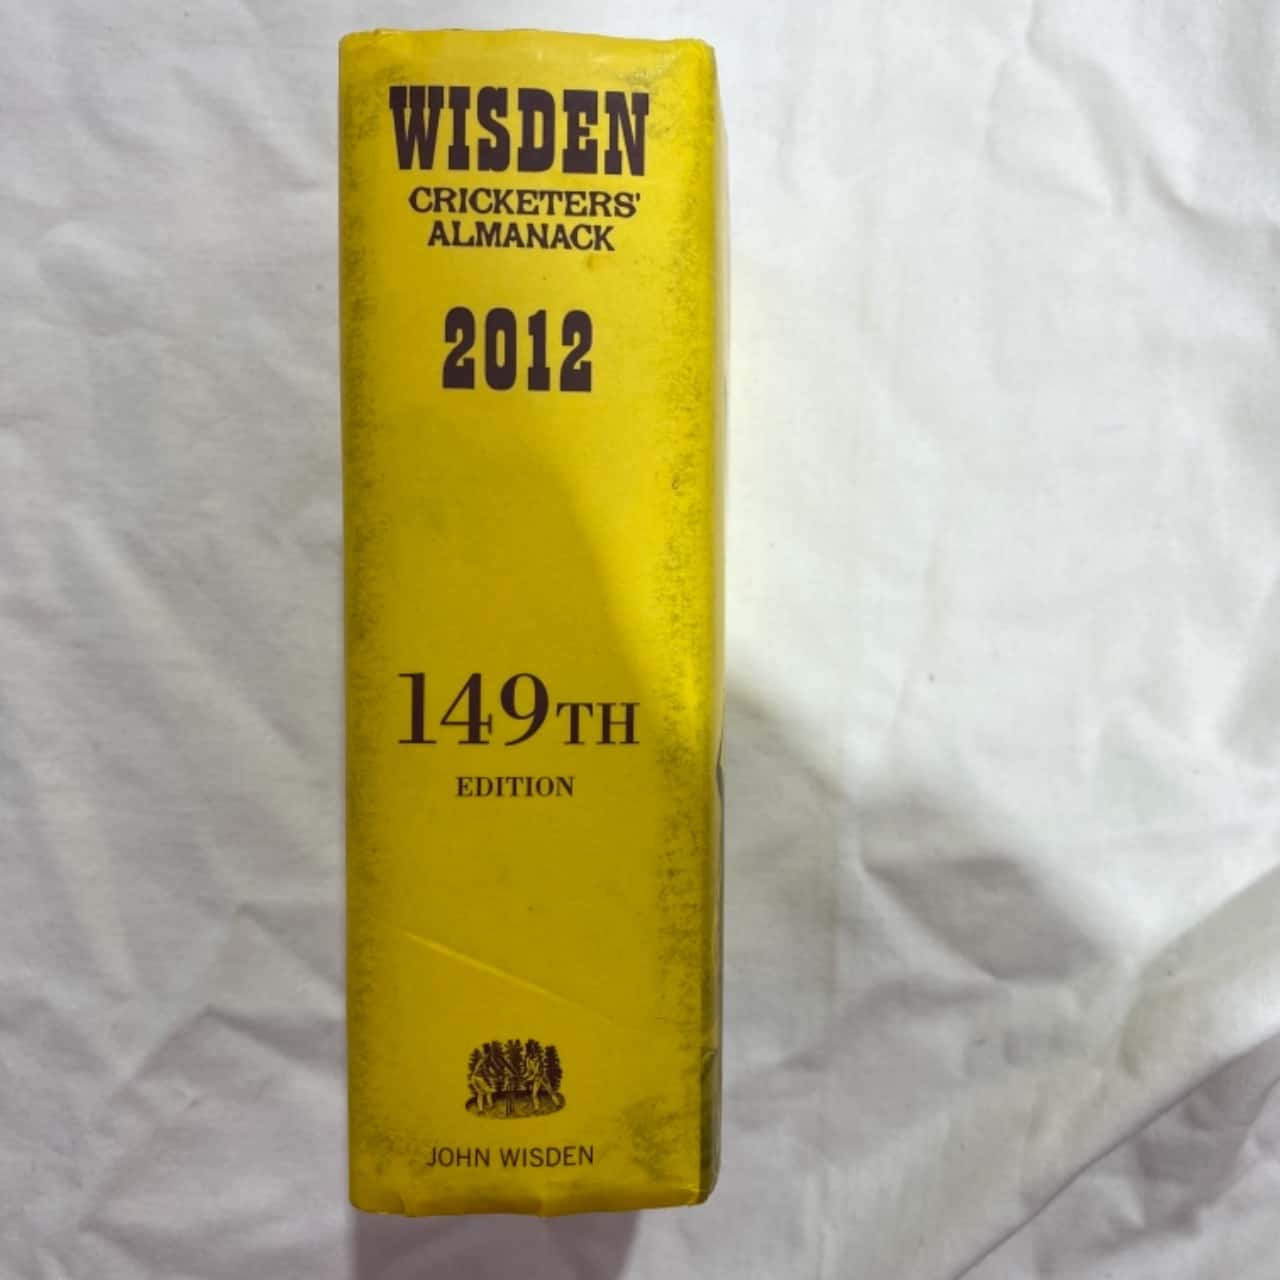 WISDEN
CRICKETERS'
ALMANACK
2012
149TH
EDITION
JOHN WISDEN